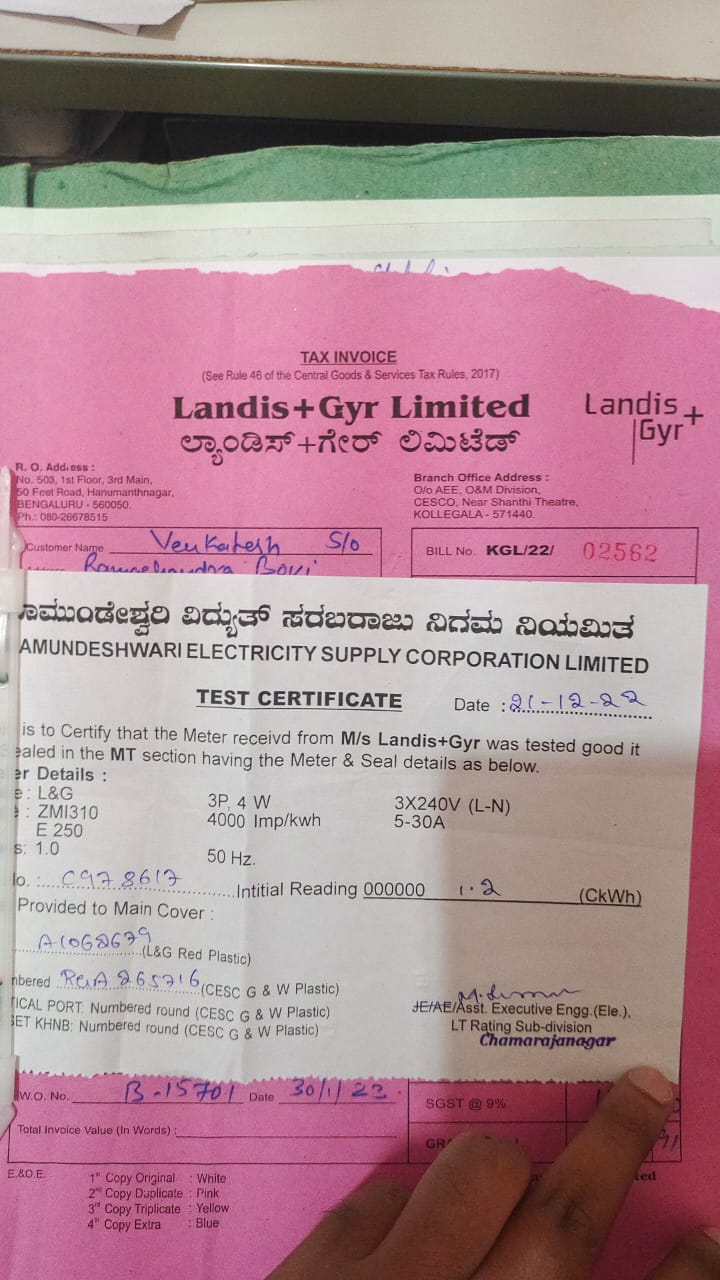 TAX INVOICE
(See Rule 46 of the Central Goods & Services Tax Rules, 2017)
Landis+Gyr Limited
ಲ್ಯಾಂಡಿಸ್+ಗೇರ್ ಲಿಮಿಟೆಡ್
Landis+
Gyr
R. O. Address :
No. 503, 1st Floor, 3rd Main,
50 Feet Road, Hanumanthnagar,
BENGALURU - 560050.
Ph.: 080-26678515
Branch Office Address :
O/o AEE, O&M Division,
CESCO, Near Shanthi Theatre,
KOLLEGALA - 571440.
Customer Name Venkatesh S/o
Ramachandra Bovi
BILL No. KGL/22/ 02562
ಾಮುಂಡೇಶ್ವರಿ ವಿದ್ಯುತ್ ಸರಬರಾಜು ನಿಗಮ ನಿಯಮಿತ
AMUNDESHWARI ELECTRICITY SUPPLY CORPORATION LIMITED
TEST CERTIFICATE Date : 21-12-22
is to Certify that the Meter receivd from M/s Landis+Gyr was tested good it
ealed in the MT section having the Meter & Seal details as below.
er Details :
e : L&G 3P, 4 W 3X240V (L-N)
e : ZMI310 4000 Imp/kwh 5-30A
E 250
s: 1.0 50 Hz.
lo. : C978617 Intitial Reading 000000 1.2 (CkWh)
Provided to Main Cover :
A1068679 (L&G Red Plastic)
nbered 265716 (CESC G & W Plastic)
TICAL PORT: Numbered round (CESC G & W Plastic)
SET KHNB: Numbered round (CESC G & W Plastic)
JE/AE/Asst. Executive Engg.(Ele.),
LT Rating Sub-division
Chamarajanagar
W.O. No. B-15701 Date 30/1/23
SGST @ 9%
Total Invoice Value (In Words) :
GR
E.&O.E.
1st Copy Original : White
2nd Copy Duplicate : Pink
3rd Copy Triplicate : Yellow
4th Copy Extra : Blue